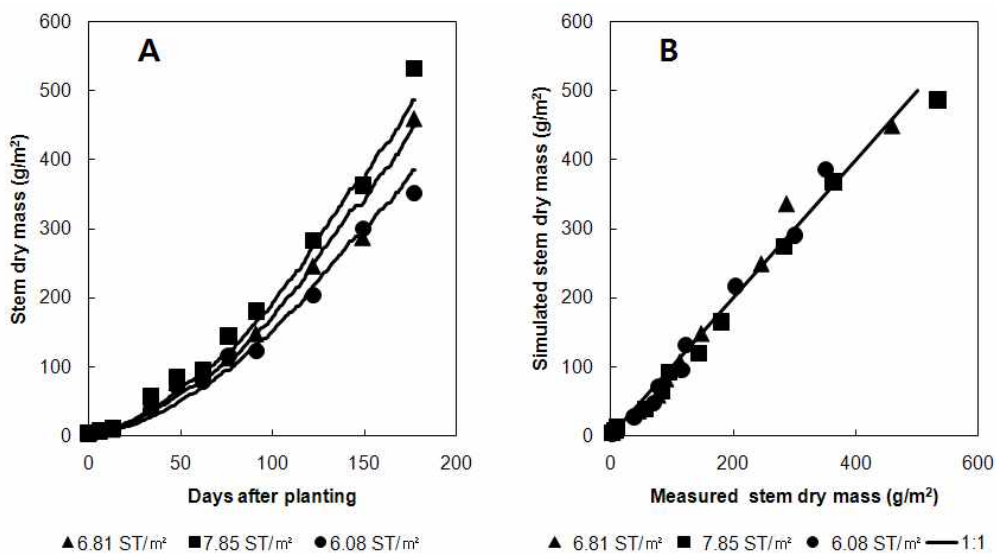 A
600
500
400
300
200
100
0
0 50 100 150 200
Stem dry mass (g/m²)
Days after planting
▲ 6.81 ST/㎡ ■ 7.85 ST/㎡ ● 6.08 ST/㎡
B
600
500
400
300
200
100
0
0 200 400 600
Simulated stem dry mass (g/m²)
Measured stem dry mass (g/m²)
▲ 6.81 ST/㎡ ■ 7.85 ST/㎡ ● 6.08 ST/㎡ 1:1